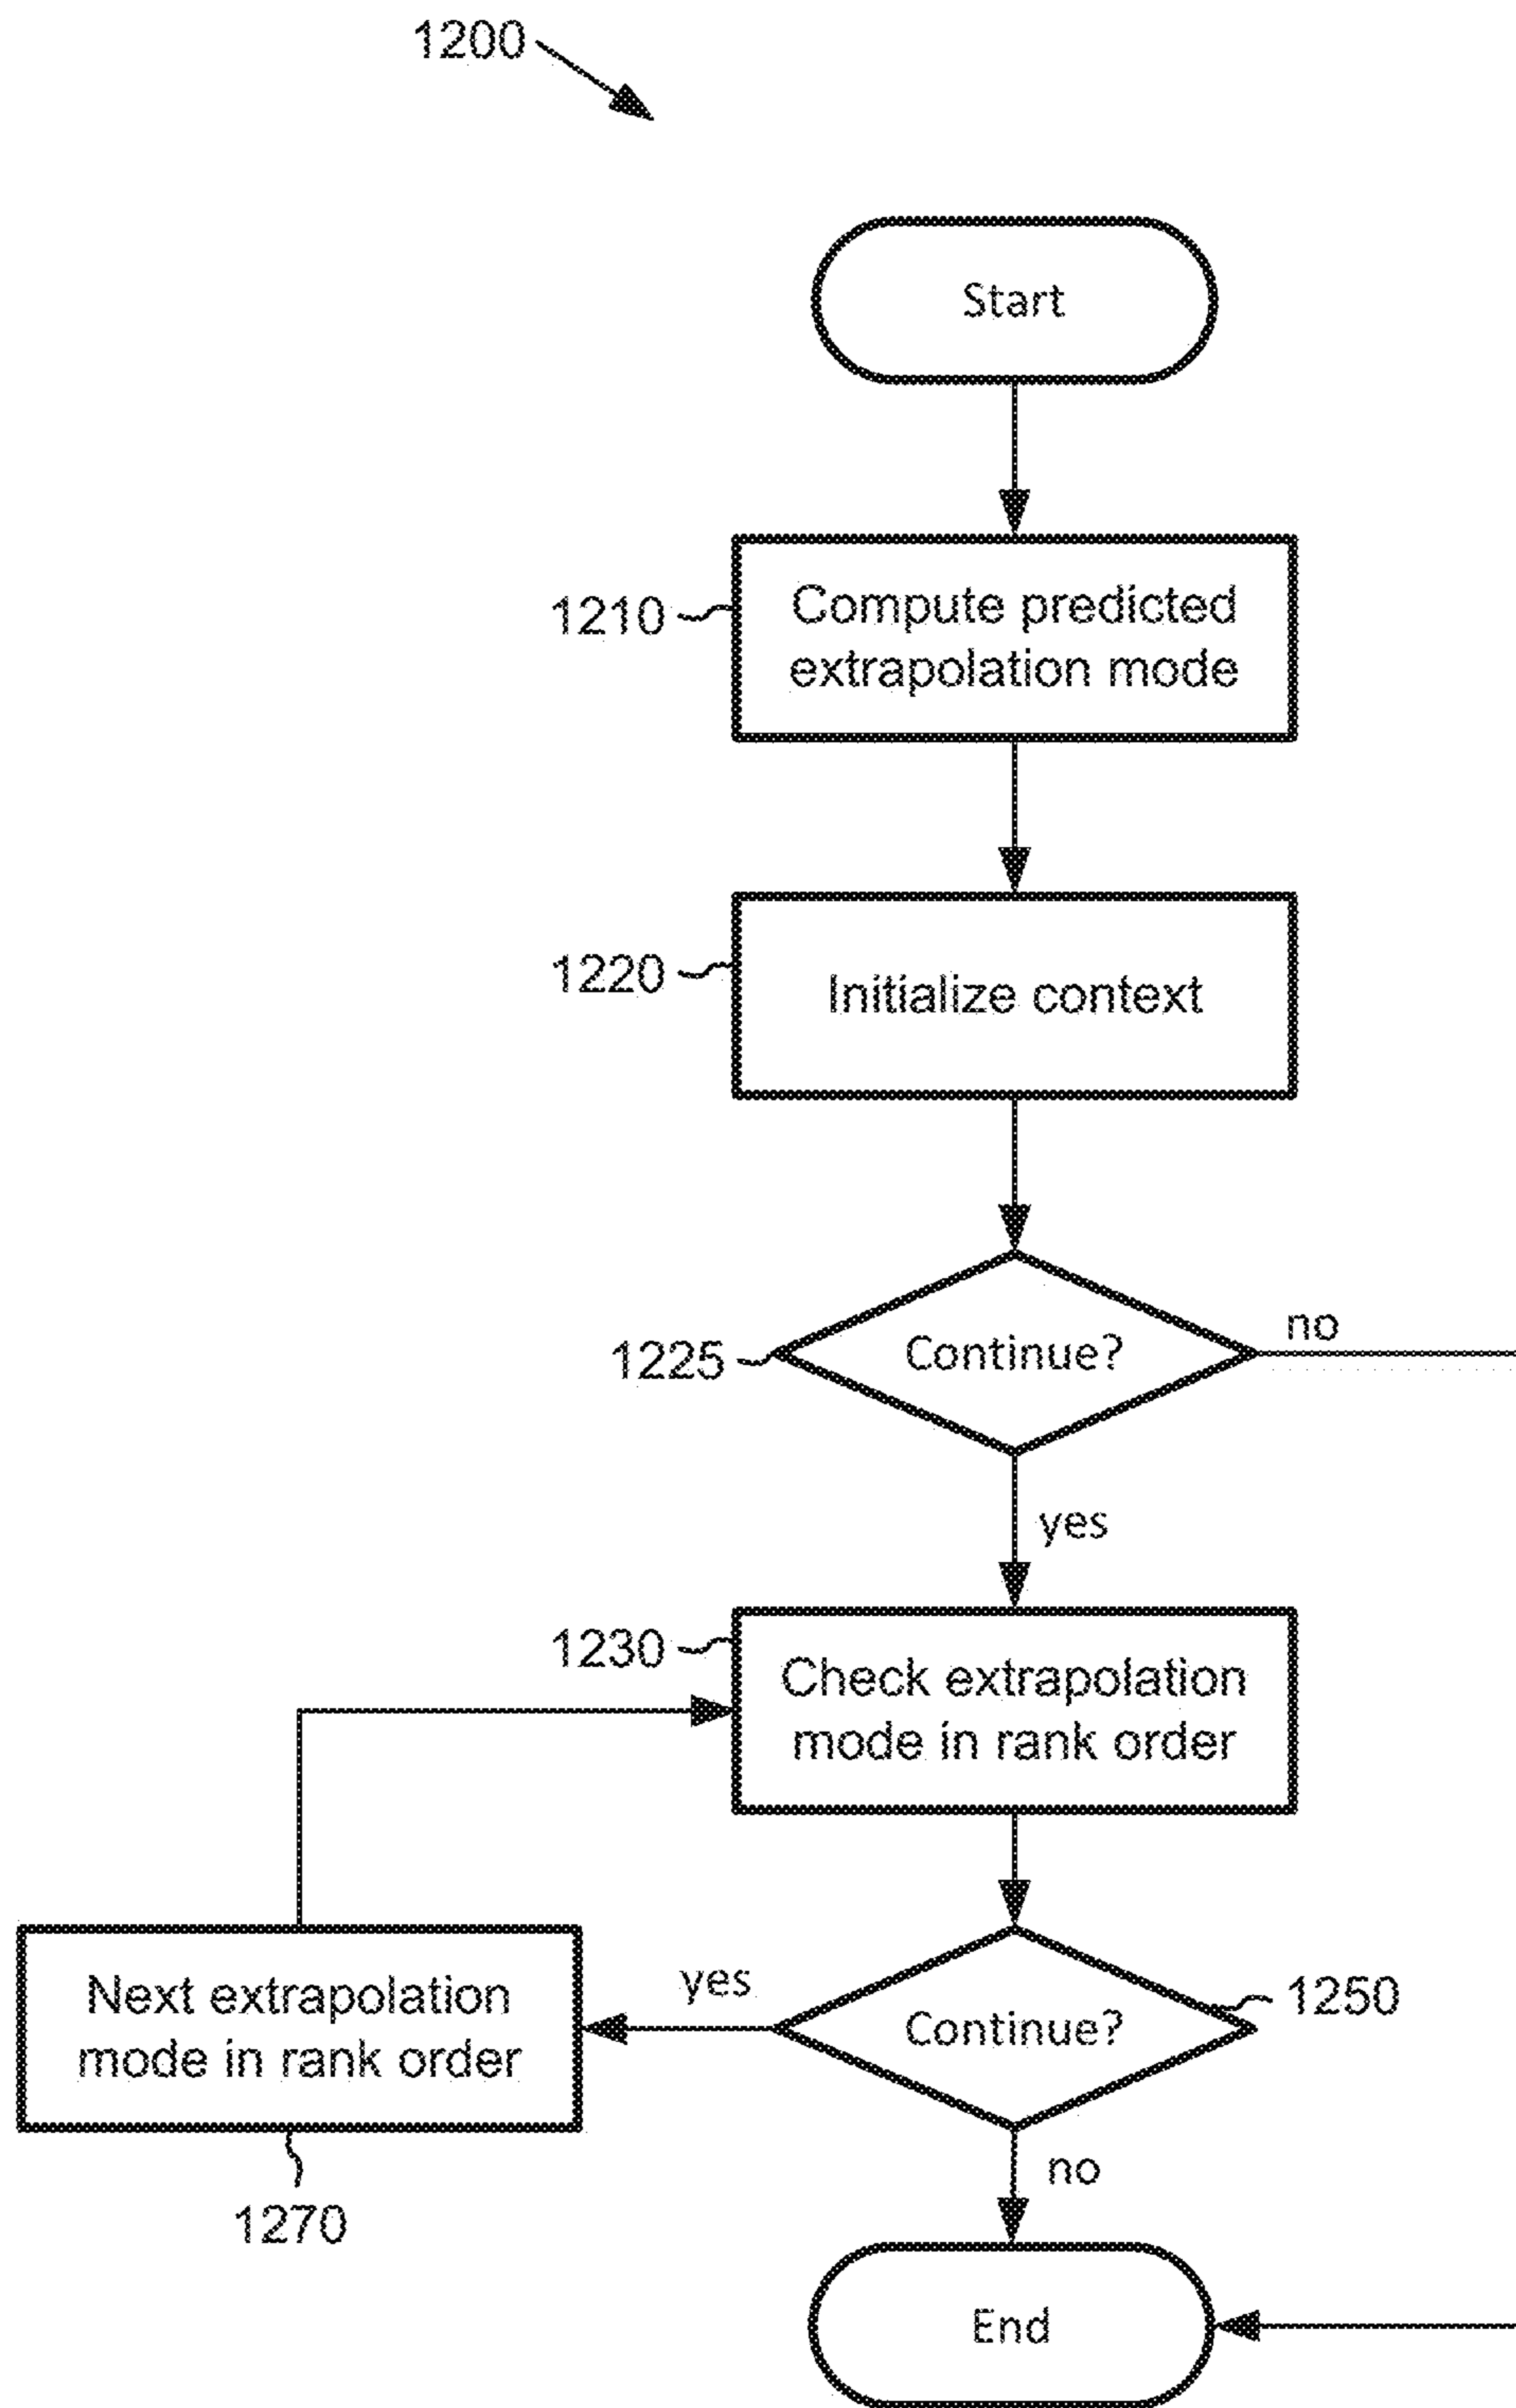 1200
Start
1210
Compute predicted
extrapolation mode
1220
Initialize context
1225
Continue?
no
yes
1230
Check extrapolation
mode in rank order
Next extrapolation
mode in rank order
yes
Continue?
1250
1270
no
End